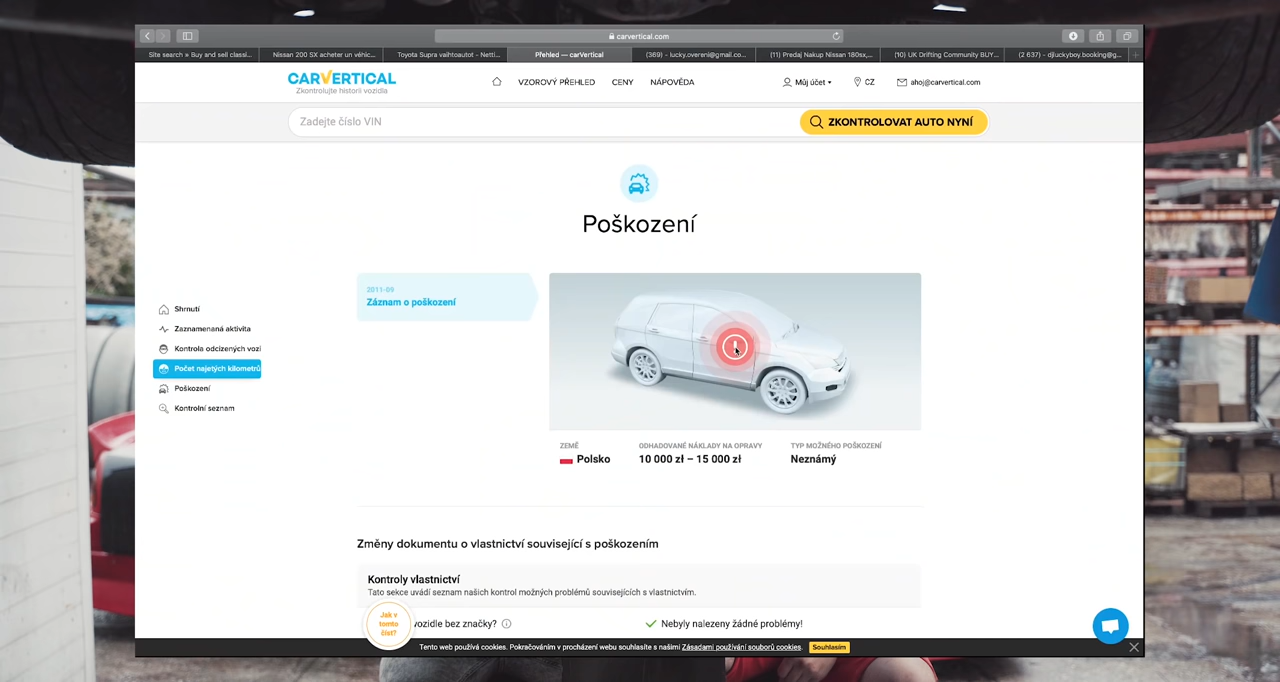 carvertical.com
Site search » Buy and sell classi...
Nissan 200 SX acheter un véhic...
Toyota Supra vaihtoautot - Netti...
Přehled — carVertical
(369) - lucky.overeni@gmail.co...
(11) Predaj Nakup Nissan 180sx,...
(10) UK Drifting Community BUY...
(2 637) - djluckyboy.booking@g...
CARVERTICAL
Zkontrolujte historii vozidla
VZOROVÝ PŘEHLED
CENY
NÁPOVĚDA
Můj účet
CZ
ahoj@carvertical.com
Zadejte číslo VIN
ZKONTROLOVAT AUTO NYNÍ
Poškození
2011-09
Záznam o poškození
Shrnutí
Zaznamenaná aktivita
Kontrola odcizených vozi
Počet najetých kilometrů
Poškození
Kontrolní seznam
ZEMĚ
Polsko
ODHADOVANÉ NÁKLADY NA OPRAVY
10 000 zł – 15 000 zł
TYP MOŽNÉHO POŠKOZENÍ
Neznámý
Změny dokumentu o vlastnictví související s poškozením
Kontroly vlastnictví
Tato sekce uvádí seznam našich kontrol možných problémů souvisejících s vlastnictvím.
Jak v
tomto
číst?
vozidle bez značky?
Nebyly nalezeny žádné problémy!
Tento web používá cookies. Pokračováním v procházení webu souhlasíte s našimi Zásadami používání souborů cookies.
Souhlasím